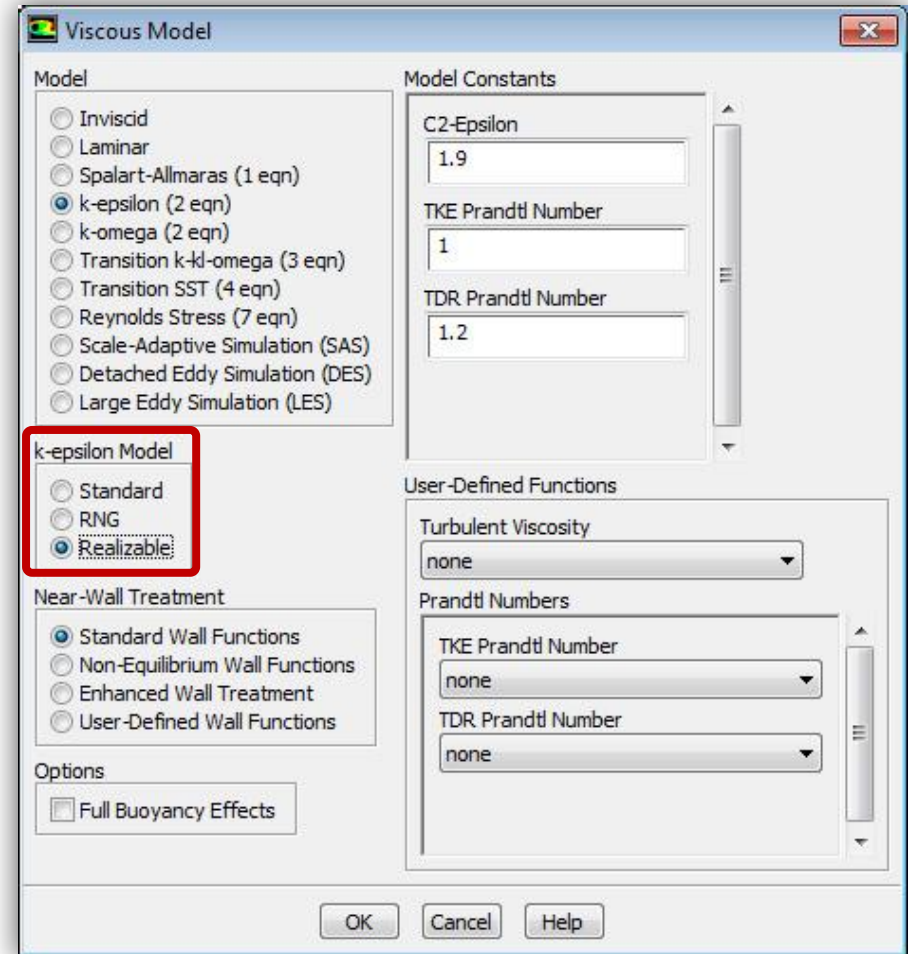 Viscous Model
Model
Inviscid
Laminar
Spalart-Allmaras (1 eqn)
k-epsilon (2 eqn)
k-omega (2 eqn)
Transition k-kl-omega (3 eqn)
Transition SST (4 eqn)
Reynolds Stress (7 eqn)
Scale-Adaptive Simulation (SAS)
Detached Eddy Simulation (DES)
Large Eddy Simulation (LES)
k-epsilon Model
Standard
RNG
Realizable
Near-Wall Treatment
Standard Wall Functions
Non-Equilibrium Wall Functions
Enhanced Wall Treatment
User-Defined Wall Functions
Options
Full Buoyancy Effects
Model Constants
C2-Epsilon
1.9
TKE Prandtl Number
1
TDR Prandtl Number
1.2
User-Defined Functions
Turbulent Viscosity
none
Prandtl Numbers
TKE Prandtl Number
none
TDR Prandtl Number
none
OK
Cancel
Help